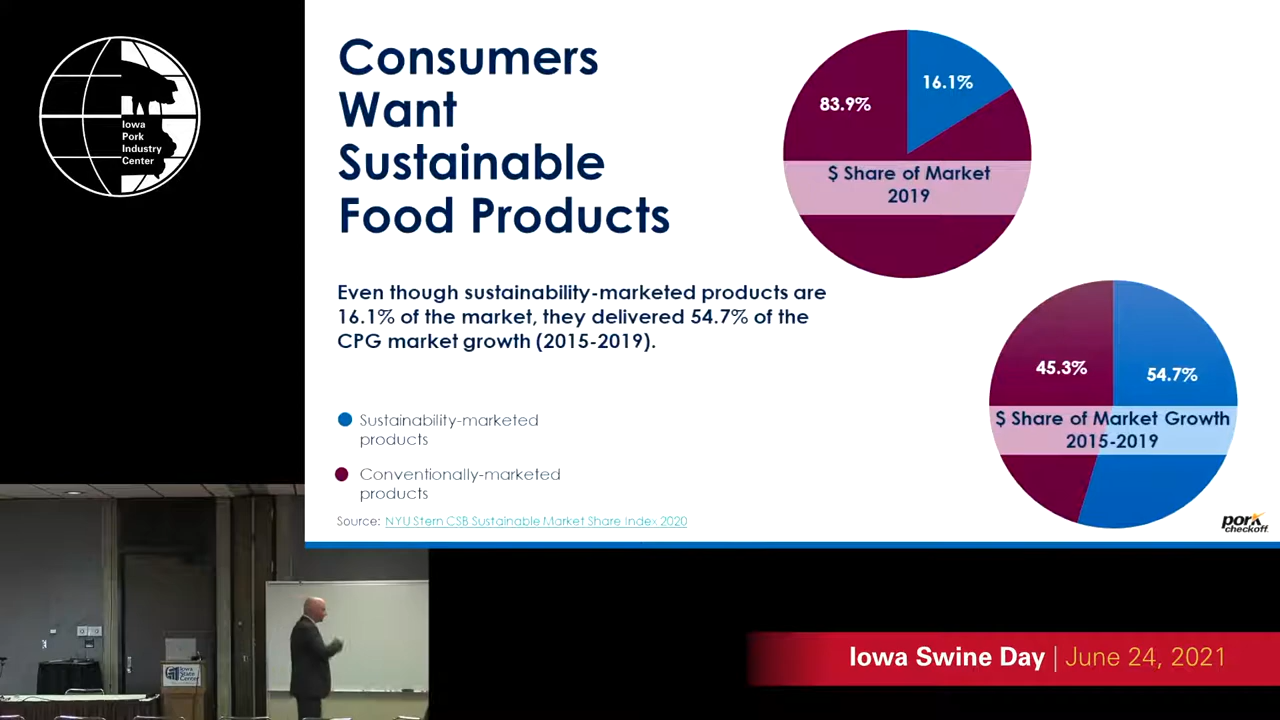 Iowa
Pork
Industry
Center
Consumers
Want
Sustainable
Food Products
Even though sustainability-marketed products are
16.1% of the market, they delivered 54.7% of the
CPG market growth (2015-2019).
Sustainability-marketed
products
Conventionally-marketed
products
Source: NYU Stern CSB Sustainable Market Share Index 2020
83.9%
16.1%
$ Share of Market
2019
45.3%
54.7%
$ Share of Market Growth
2015-2019
pork
checkoff.
Iowa
State
Center
Iowa Swine Day | June 24, 2021